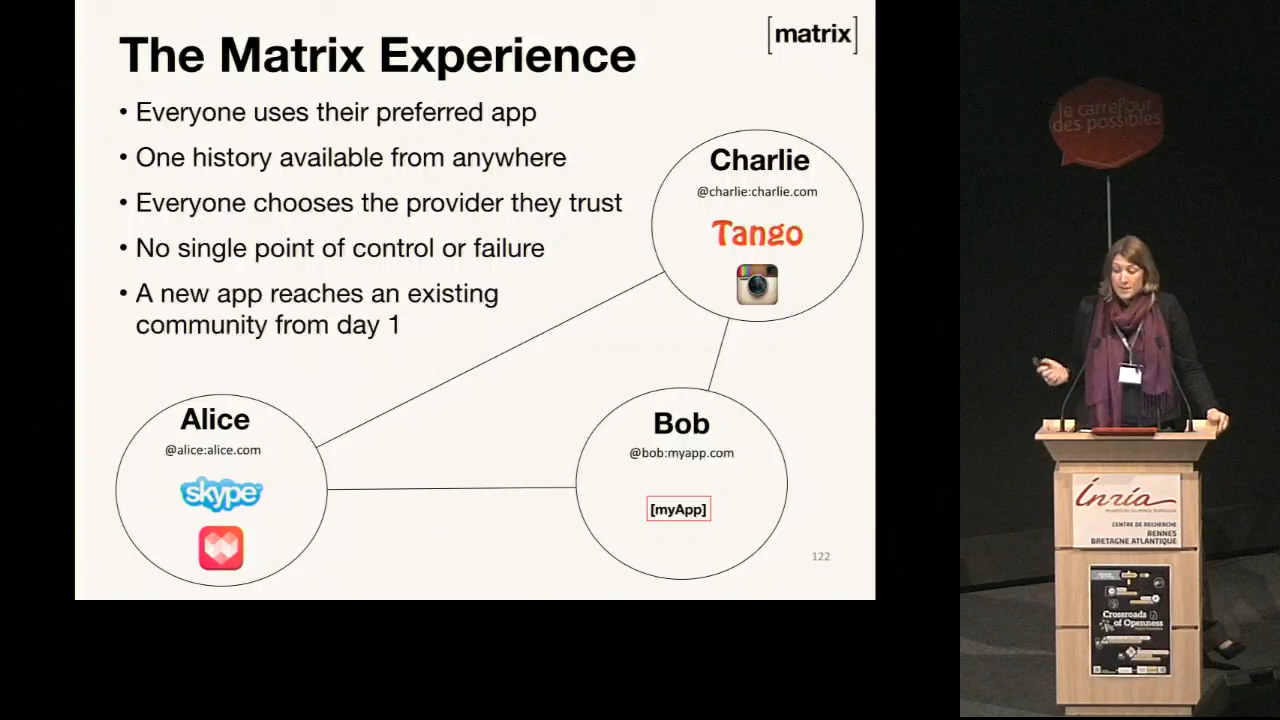 The Matrix Experience
[matrix]
• Everyone uses their preferred app
• One history available from anywhere
• Everyone chooses the provider they trust
• No single point of control or failure
• A new app reaches an existing
community from day 1
Charlie
@charlie:charlie.com
Tango
Alice
@alice:alice.com
skype
Bob
@bob:myapp.com
[myApp]
122
le carrefour
des possibles
Inria
CENTRE DE RECHERCHE
RENNES
BRETAGNE ATLANTIQUE
Crossroads
of Openness